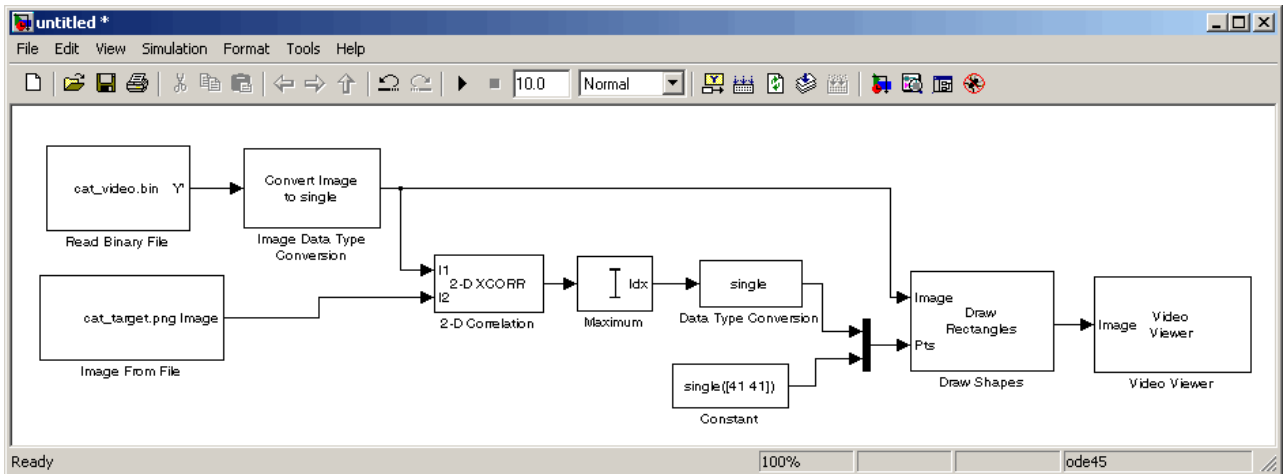 untitled *
File Edit View Simulation Format Tools Help
10.0 Normal
cat_video.bin Y'
Read Binary File
Convert Image
to single
Image Data Type
Conversion
cat_target.png Image
Image From File
I1
2-D XCORR
I2
2-D Correlation
Idx
Maximum
single
Data Type Conversion
single([41 41])
Constant
Image
Draw
Rectangles
Pts
Draw Shapes
Image
Video
Viewer
Video Viewer
Ready 100% ode45